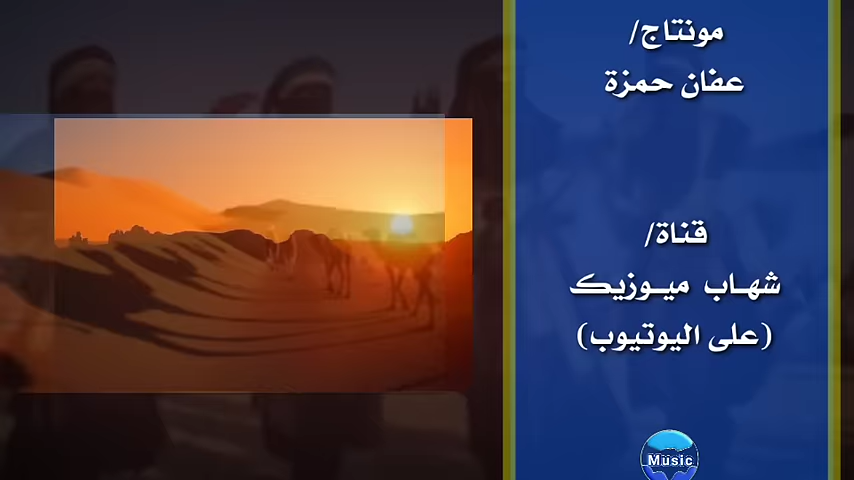 مونتاج/
عفان حمزة
قناة/
شهاب ميوزيك
(على اليوتيوب)
Music